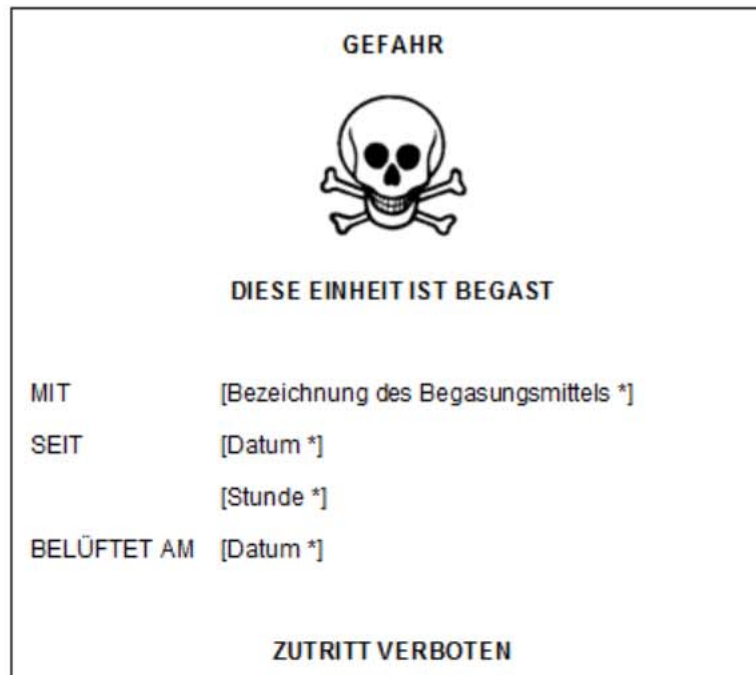 GEFAHR
DIESE EINHEIT IST BEGAST
MIT [Bezeichnung des Begasungsmittels *]
SEIT [Datum *]
[Stunde *]
BELÜFTET AM [Datum *]
ZUTRITT VERBOTEN